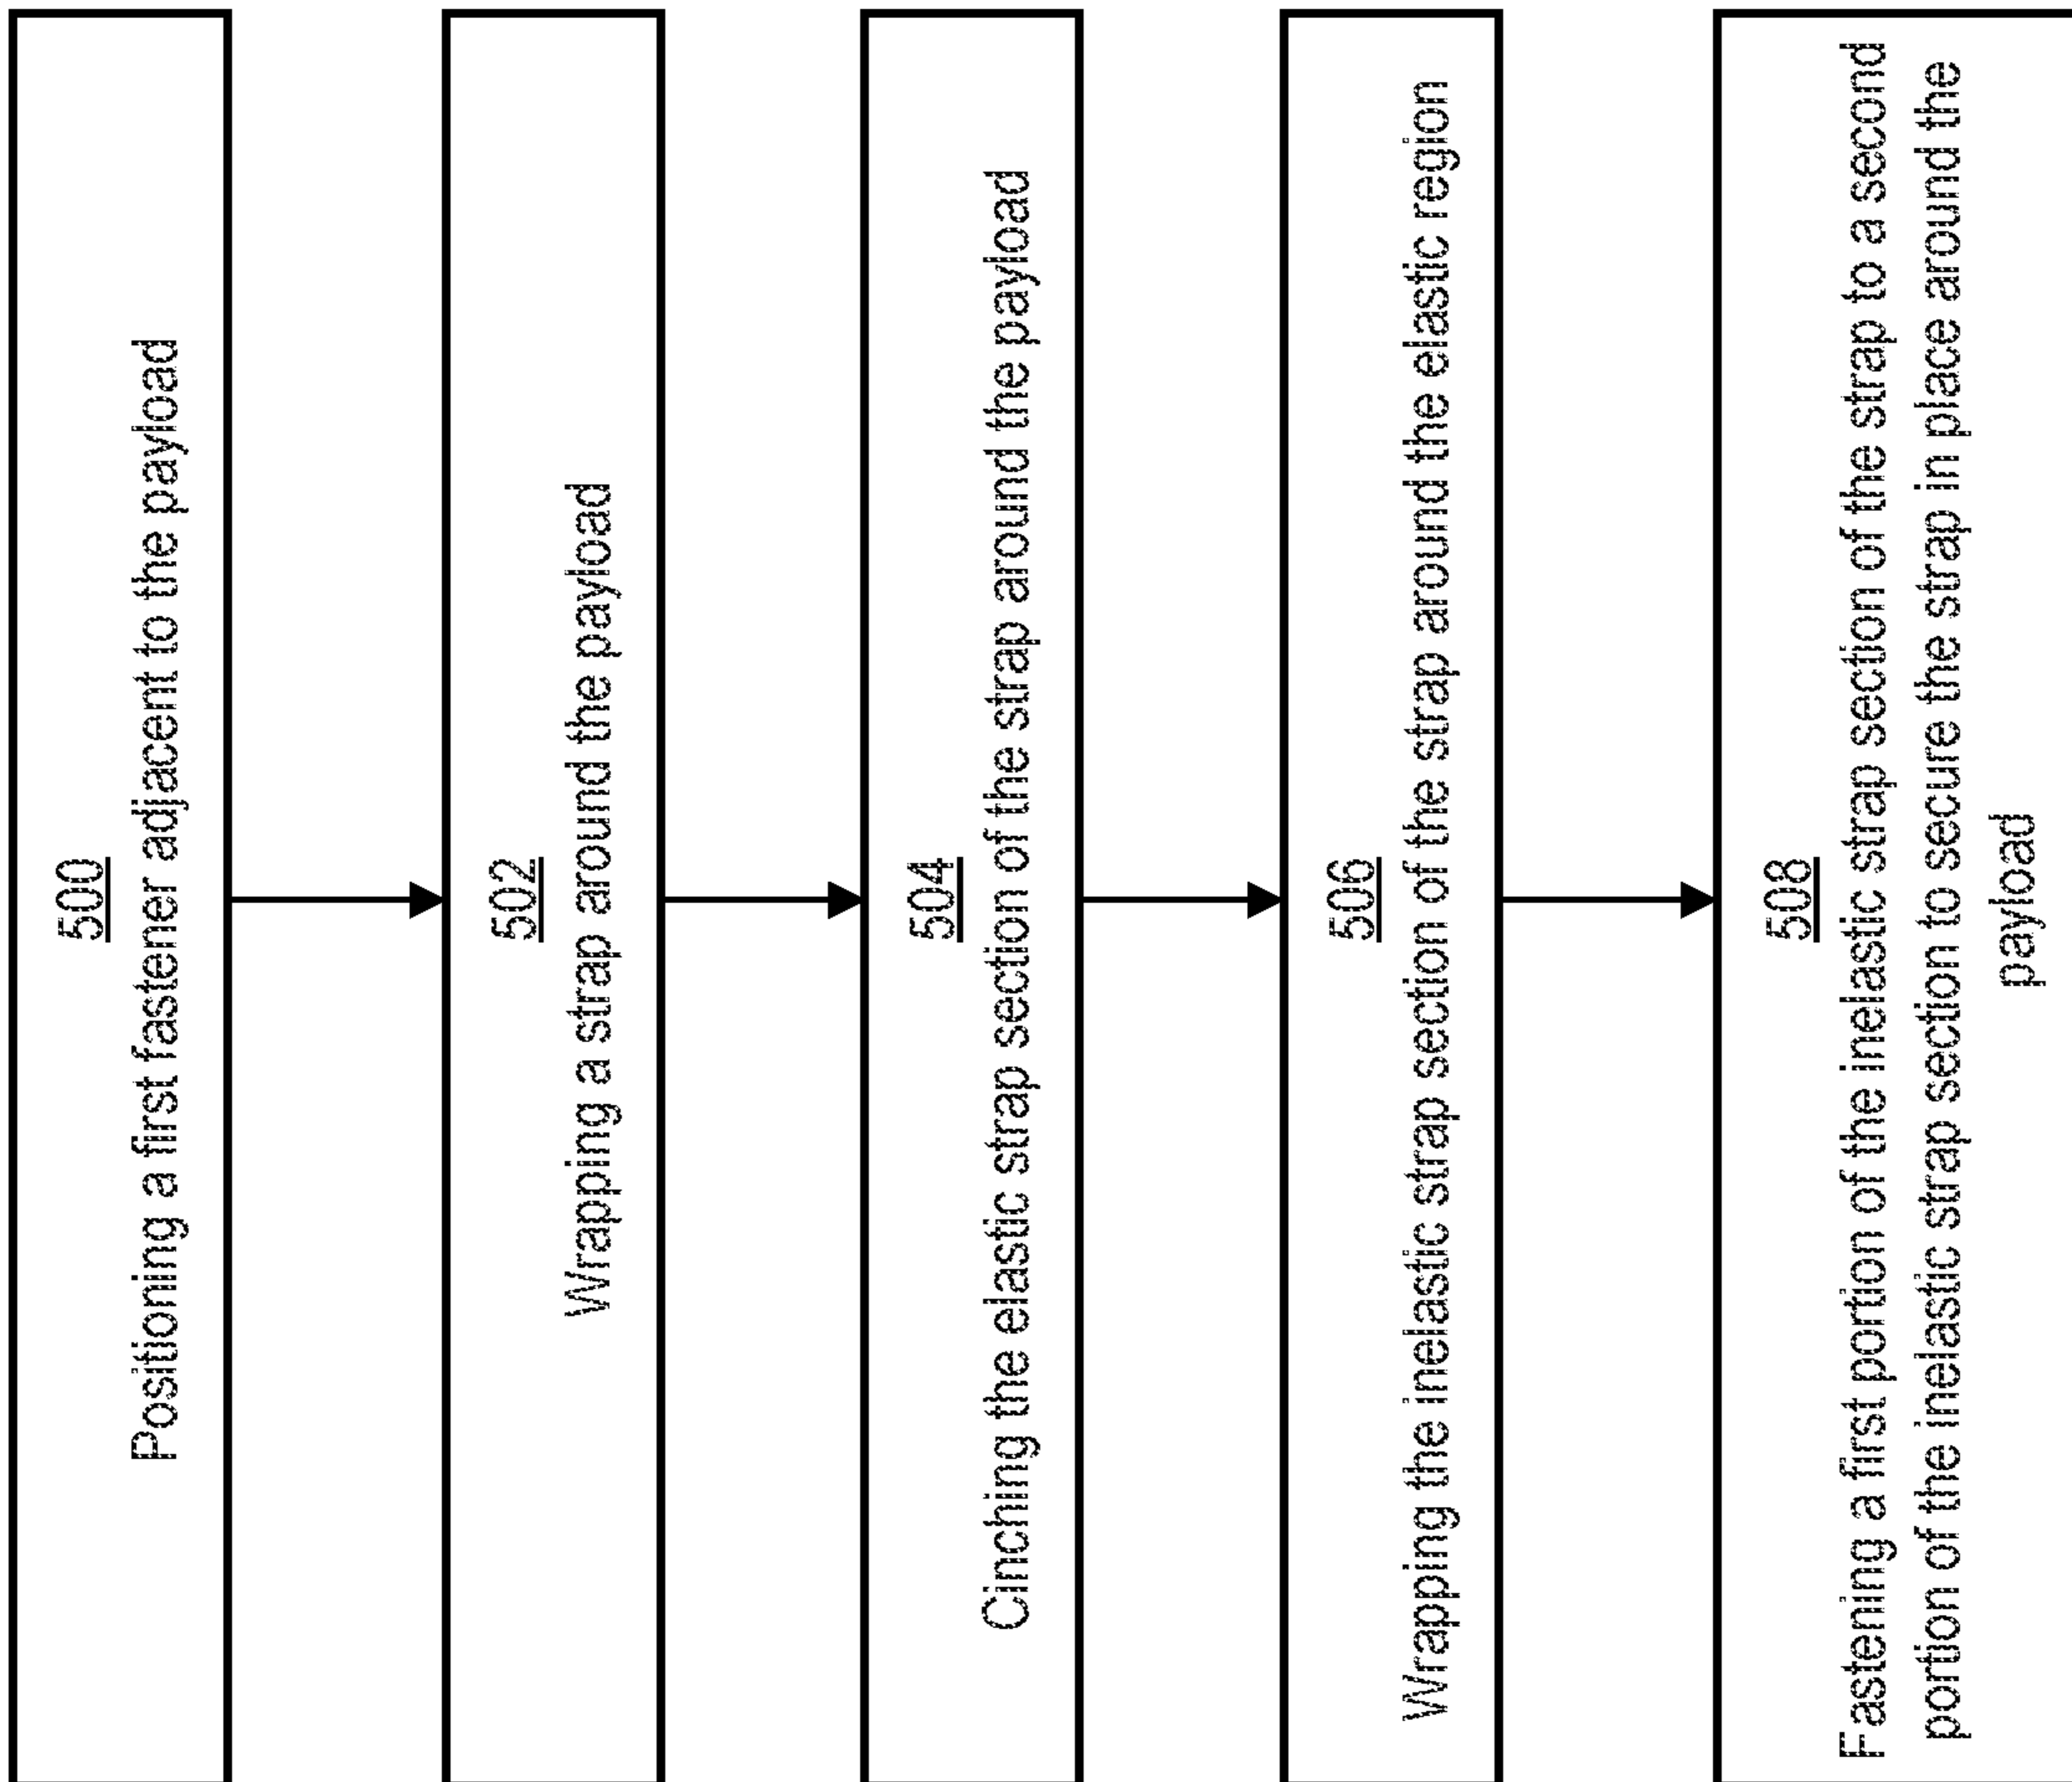 500
Positioning a first fastener adjacent to the payload
502
Wrapping a strap around the payload
504
Cinching the elastic strap section of the strap around the payload
506
Wrapping the inelastic strap section of the strap around the elastic region
508
Fastening a first portion of the inelastic strap section of the strap to a second
portion of the inelastic strap section to secure the strap in place around the
payload